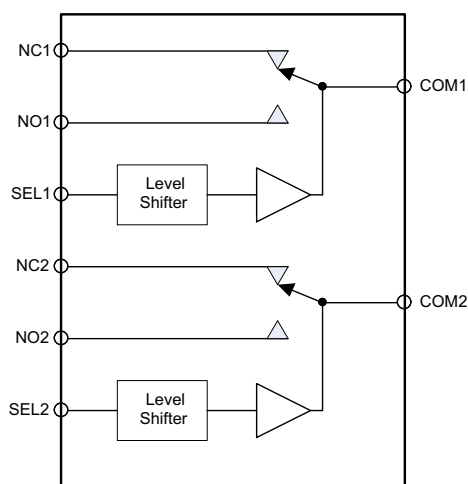 NC1
COM1
NO1
SEL1
Level
Shifter
NC2
COM2
NO2
SEL2
Level
Shifter